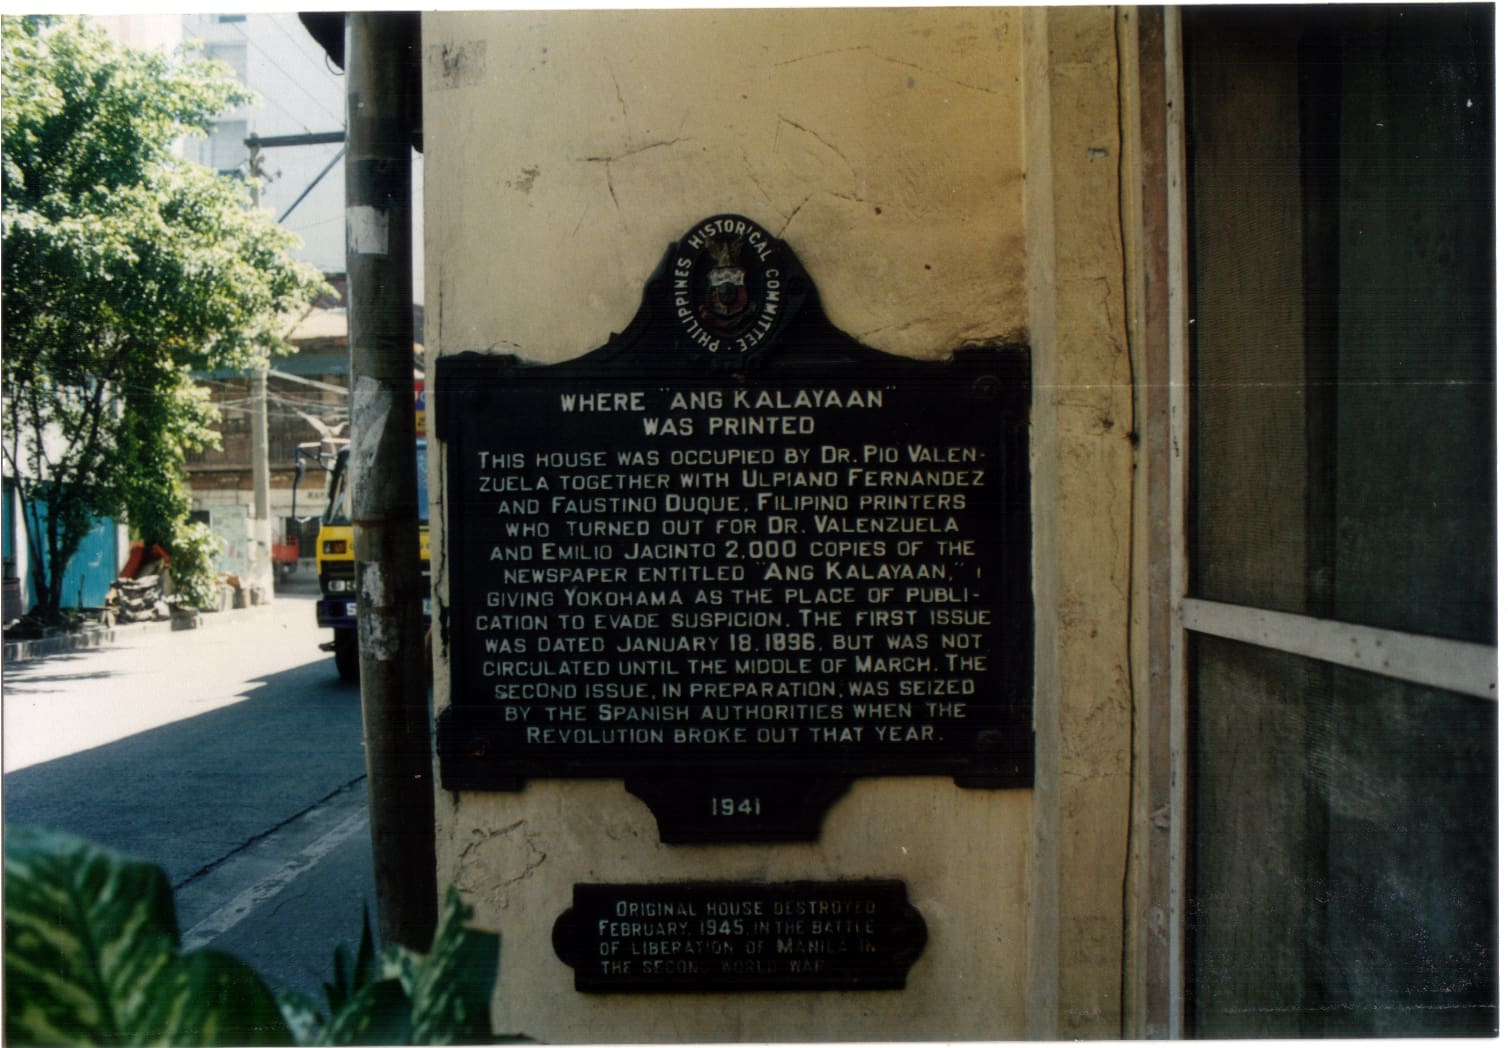 PHILIPPINES HISTORICAL COMMITTEE ·
WHERE "ANG KALAYAAN"
WAS PRINTED
THIS HOUSE WAS OCCUPIED BY DR. PIO VALEN-
ZUELA TOGETHER WITH ULPIANO FERNANDEZ
AND FAUSTINO DUQUE, FILIPINO PRINTERS
WHO TURNED OUT FOR DR. VALENZUELA
AND EMILIO JACINTO 2,000 COPIES OF THE
NEWSPAPER ENTITLED "ANG KALAYAAN,"
GIVING YOKOHAMA AS THE PLACE OF PUBLI-
CATION TO EVADE SUSPICION. THE FIRST ISSUE
WAS DATED JANUARY 18, 1896, BUT WAS NOT
CIRCULATED UNTIL THE MIDDLE OF MARCH. THE
SECOND ISSUE, IN PREPARATION, WAS SEIZED
BY THE SPANISH AUTHORITIES WHEN THE
REVOLUTION BROKE OUT THAT YEAR.
1941
ORIGINAL HOUSE DESTROYED
FEBRUARY, 1945, IN THE BATTLE
OF LIBERATION OF MANILA IN
THE SECOND WORLD WAR